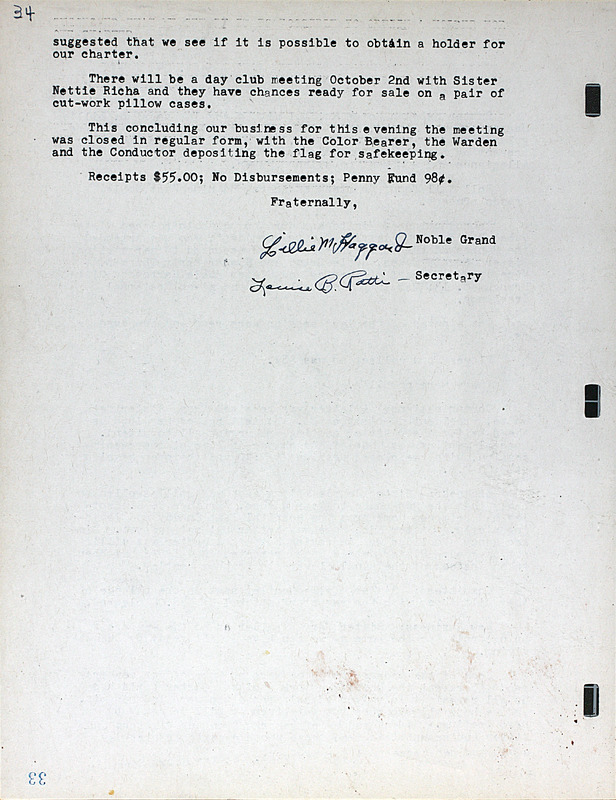 34
suggested that we see if it is possible to obtain a holder for
our charter.
There will be a day club meeting October 2nd with Sister
Nettie Richa and they have chances ready for sale on a pair of
cut-work pillow cases.
This concluding our business for this evening the meeting
was closed in regular form, with the Color Bearer, the Warden
and the Conductor depositing the flag for safekeeping.
Receipts $55.00; No Disbursements; Penny Fund 98¢.
Fraternally,
Lillie M. Haggard Noble Grand
Louise B. Patti — Secretary
33